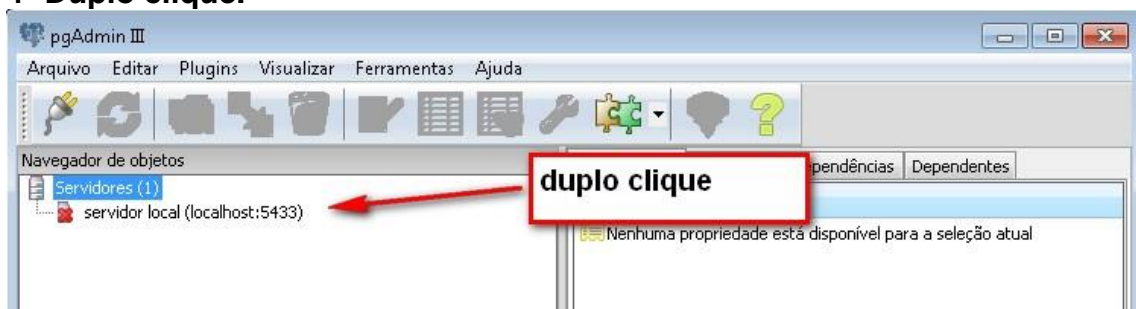 pgAdmin III
Arquivo Editar Plugins Visualizar Ferramentas Ajuda
Navegador de objetos
duplo clique
pendências Dependentes
Servidores (1)
servidor local (localhost:5433)
Nenhuma propriedade está disponível para a seleção atual